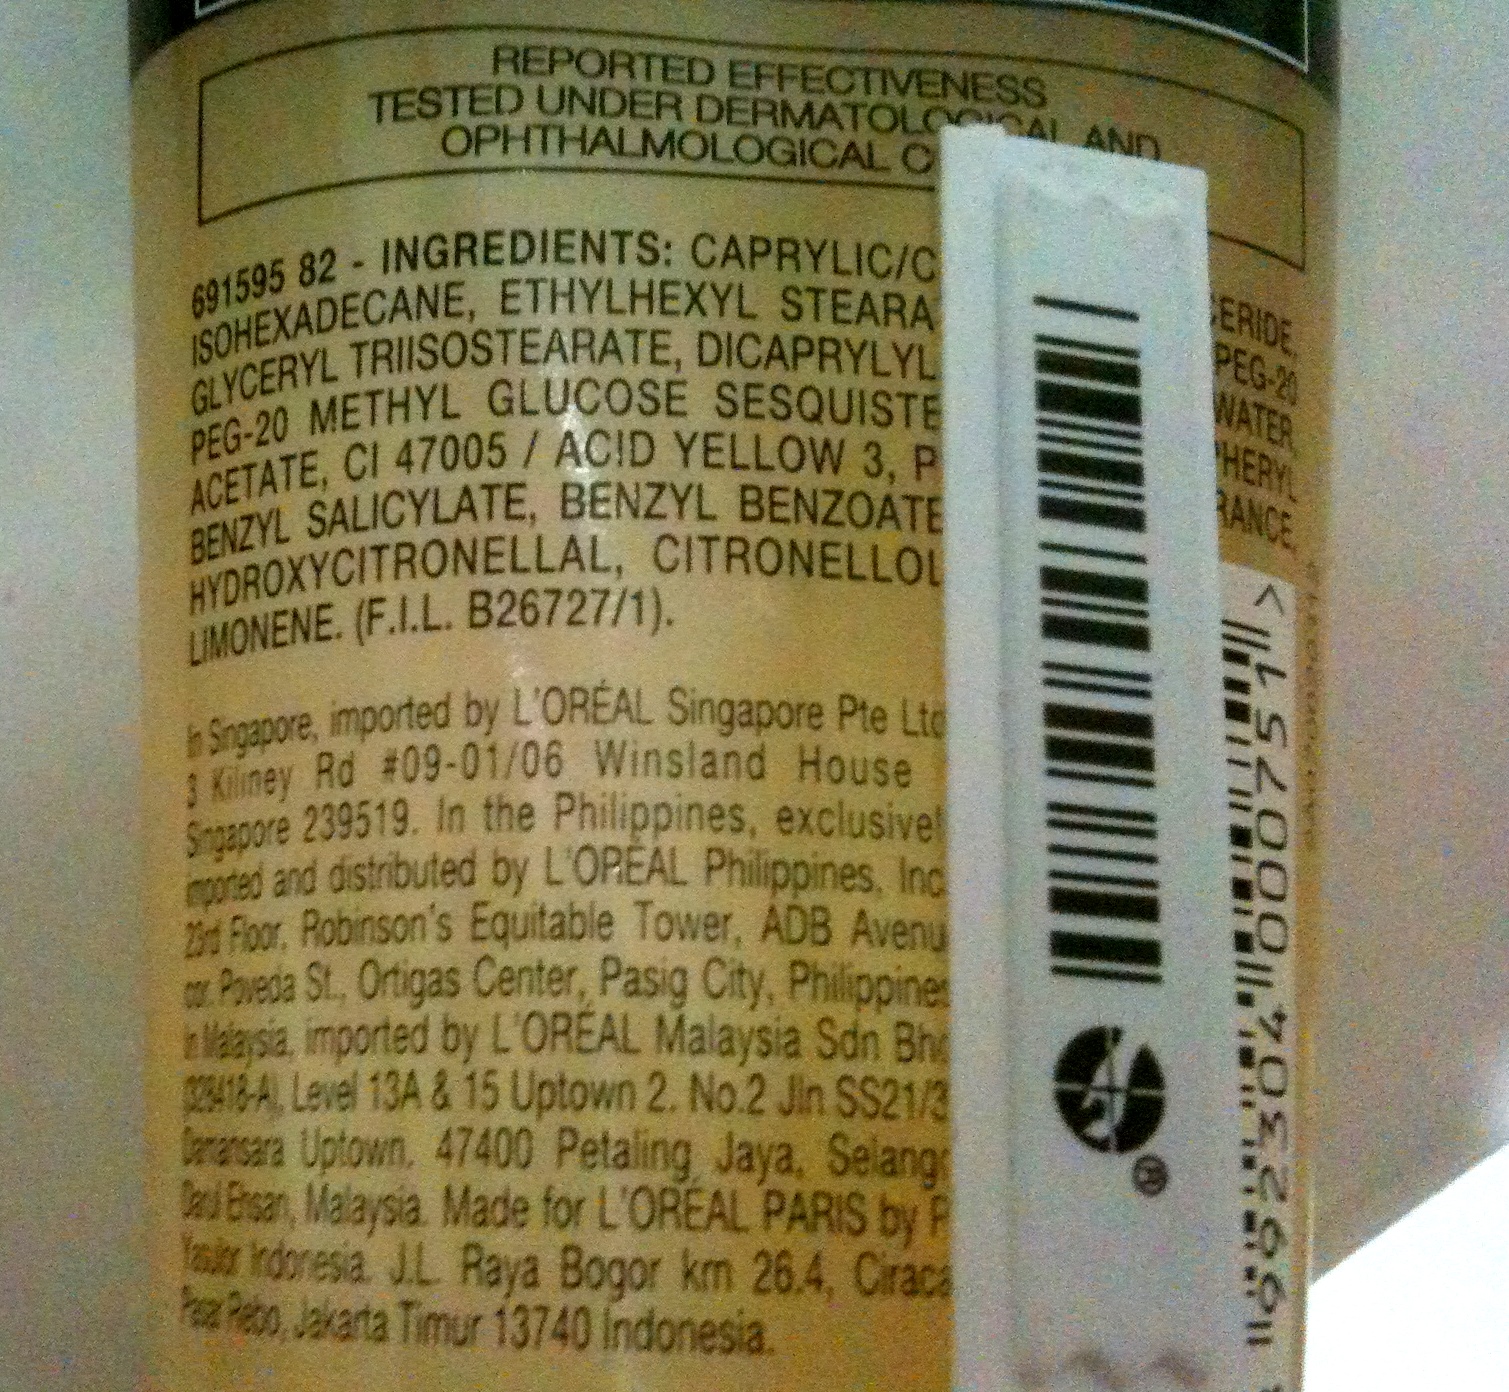 REPORTED EFFECTIVENESS
TESTED UNDER DERMATOLOGICAL AND
OPHTHALMOLOGICAL C
691595 82 - INGREDIENTS: CAPRYLIC/C ERIDE,
ISOHEXADECANE, ETHYLHEXYL STEARA PEG-20
GLYCERYL TRIISOSTEARATE, DICAPRYLYL WATER,
PEG-20 METHYL GLUCOSE SESQUISTE PHERYL
ACETATE, CI 47005 / ACID YELLOW 3, P RANCE,
BENZYL SALICYLATE, BENZYL BENZOATE
HYDROXYCITRONELLAL, CITRONELLOL
LIMONENE. (F.I.L. B26727/1).
In Singapore, imported by L'ORÉAL Singapore Pte Ltd
3 Killney Rd #09-01/06 Winsland House
Singapore 239519. In the Philippines, exclusivel
imported and distributed by L'ORÉAL Philippines, Inc
23rd Floor, Robinson's Equitable Tower, ADB Avenu
cor. Poveda St., Ortigas Center, Pasig City, Philippines
In Malaysia, imported by L'ORÉAL Malaysia Sdn Bhd
(328418-A), Level 13A & 15 Uptown 2, No.2 Jln SS21/3
Damansara Uptown, 47400 Petaling Jaya, Selango
Darul Ehsan, Malaysia. Made for L'ORÉAL PARIS by P
Yasulor Indonesia. J.L. Raya Bogor km 26.4, Ciraca
Pasar Rebo, Jakarta Timur 13740 Indonesia.
®